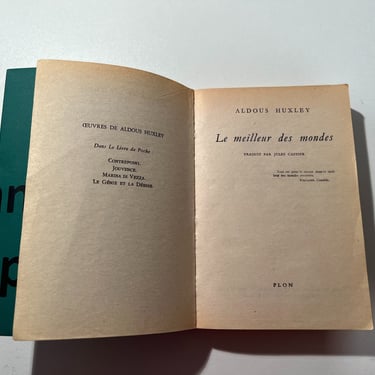 ŒUVRES DE ALDOUS HUXLEY
Dans Le Livre de Poche
CONTREPOINT.
JOUVENCE.
MARINA DI VEZZA.
LE GÉNIE ET LA DÉESSE.
ALDOUS HUXLEY
Le meilleur des mondes
TRADUIT PAR JULES CASTIER
PLON